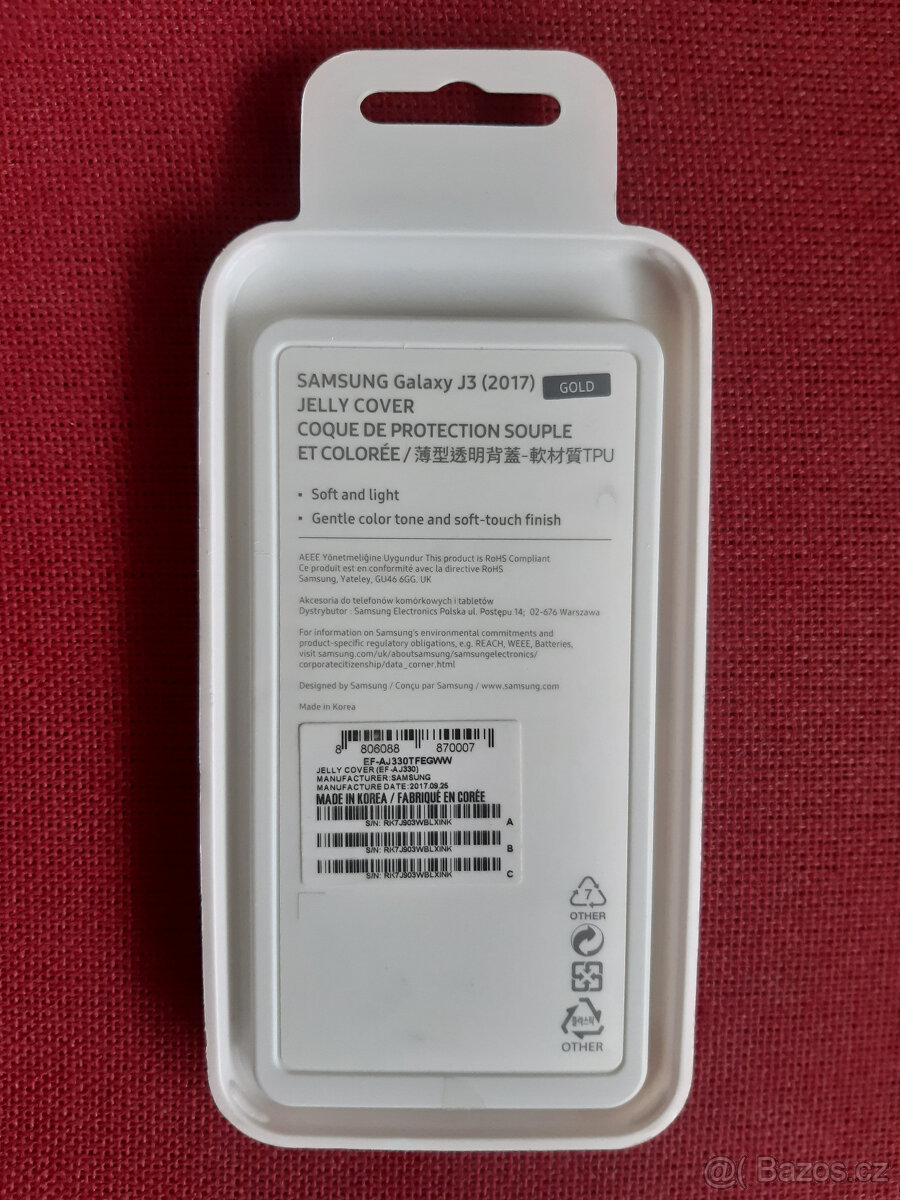 SAMSUNG Galaxy J3 (2017) GOLD
JELLY COVER
COQUE DE PROTECTION SOUPLE
ET COLORÉE / 薄型透明背蓋-軟材質TPU
▪ Soft and light
▪ Gentle color tone and soft-touch finish
AEEE Yönetmeliğine Uygundur This product is RoHS Compliant
Ce produit est en conformité avec la directive RoHS
Samsung, Yateley, GU46 6GG. UK
Akcesoria do telefonów komórkowych i tabletów
Dystrybutor : Samsung Electronics Polska ul. Postępu 14; 02-676 Warszawa
For information on Samsung's environmental commitments and
product-specific regulatory obligations, e.g. REACH, WEEE, Batteries,
visit samsung.com/uk/aboutsamsung/samsungelectronics/
corporatecitizenship/data_corner.html
Designed by Samsung / Conçu par Samsung / www.samsung.com
Made in Korea
8 806088 870007
EF-AJ330TFEGWW
JELLY COVER (EF-AJ330)
MANUFACTURER:SAMSUNG
MANUFACTURE DATE:2017.09.25
MADE IN KOREA / FABRIQUÉ EN CORÉE
S/N: RK7J903WBLXINK A
S/N: RK7J903WBLXINK B
S/N: RK7J903WBLXINK C
7
OTHER
플라스틱
OTHER
@( Bazos.cz